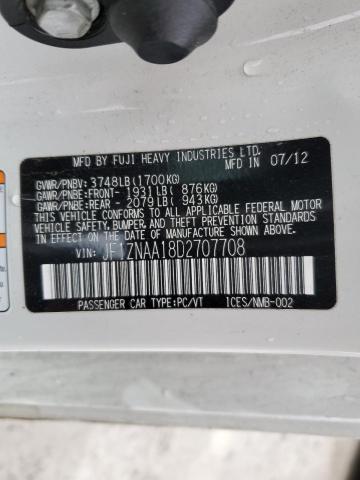 MFD BY FUJI HEAVY INDUSTRIES LTD.
MFD IN 07/12
GVWR/PNBV: 3748LB (1700KG)
GAWR/PNBE:FRONT- 1931LB ( 876KG)
GAWR/PNBE:REAR - 2079LB ( 943KG)
THIS VEHICLE CONFORMS TO ALL APPLICABLE
FEDERAL MOTOR VEHICLE
SAFETY,BUMPER, AND THEFT PREVENTION STANDARDS
IN EFFECT ON THE DATE OF MANUFACTURE SHOWN ABOVE.
VIN: JF1ZNAA18D2707708
PASSENGER CAR TYPE:PC/VT ICES/NMB-002